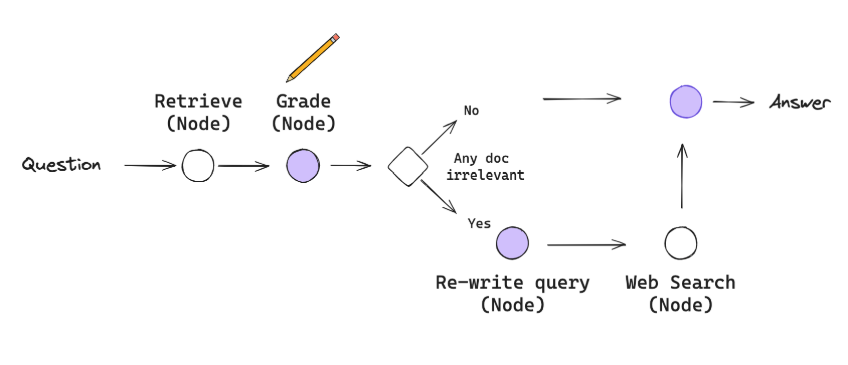 Retrieve
(Node)
Grade
(Node)
Question
No
Any doc
irrelevant
Yes
Answer
Re-write query
(Node)
Web Search
(Node)